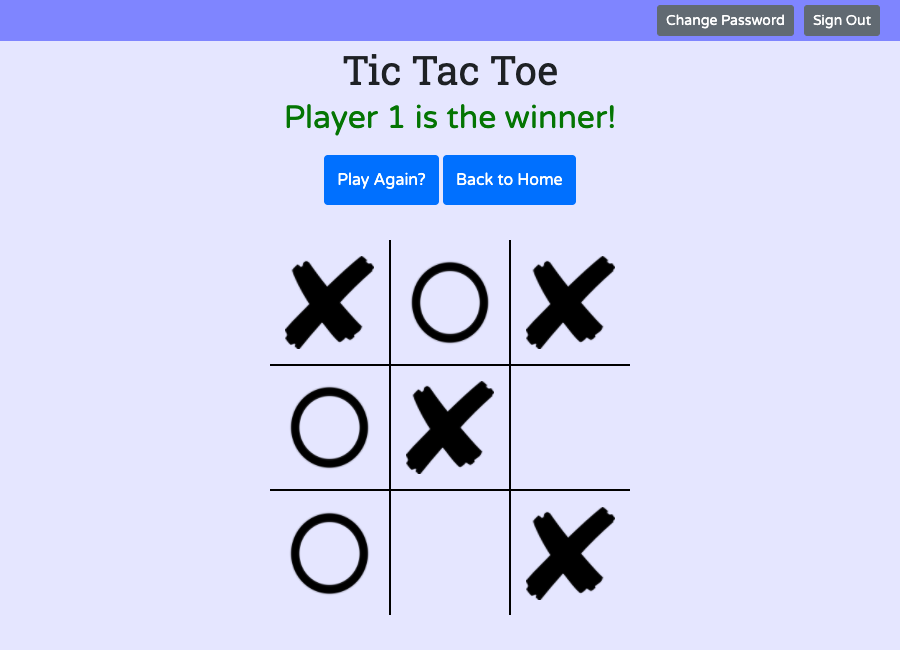 Change Password Sign Out
Tic Tac Toe
Player 1 is the winner!
Play Again? Back to Home